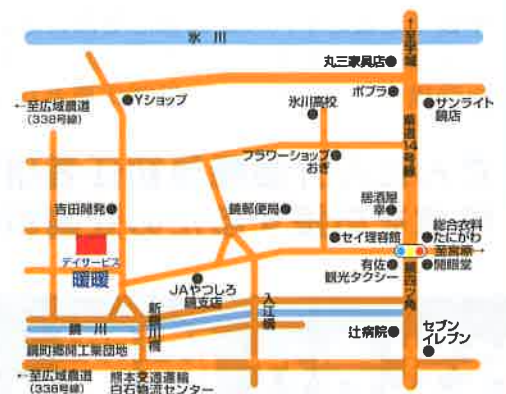 氷 川
↑至宇城
丸三家具店
ポプラ
サンライト
鏡店
←至広域農道
(338号線)
Yショップ
氷川高校
県道14号線
フラワーショップ
おぎ
居酒屋
幸
吉田開発
鏡郵便局
セイ理容館
総合衣料
たにがわ
至宮原→
デイサービス
暖暖
有佐
観光タクシー
開眼堂
鏡四ツ角
JAやつしろ
鏡支店
新鏡川橋
入江橋
鏡 川
鏡町郷開工業団地
辻病院
セブン
イレブン
←至広域農道
(338号線)
熊本交通運輸
白石物流センター